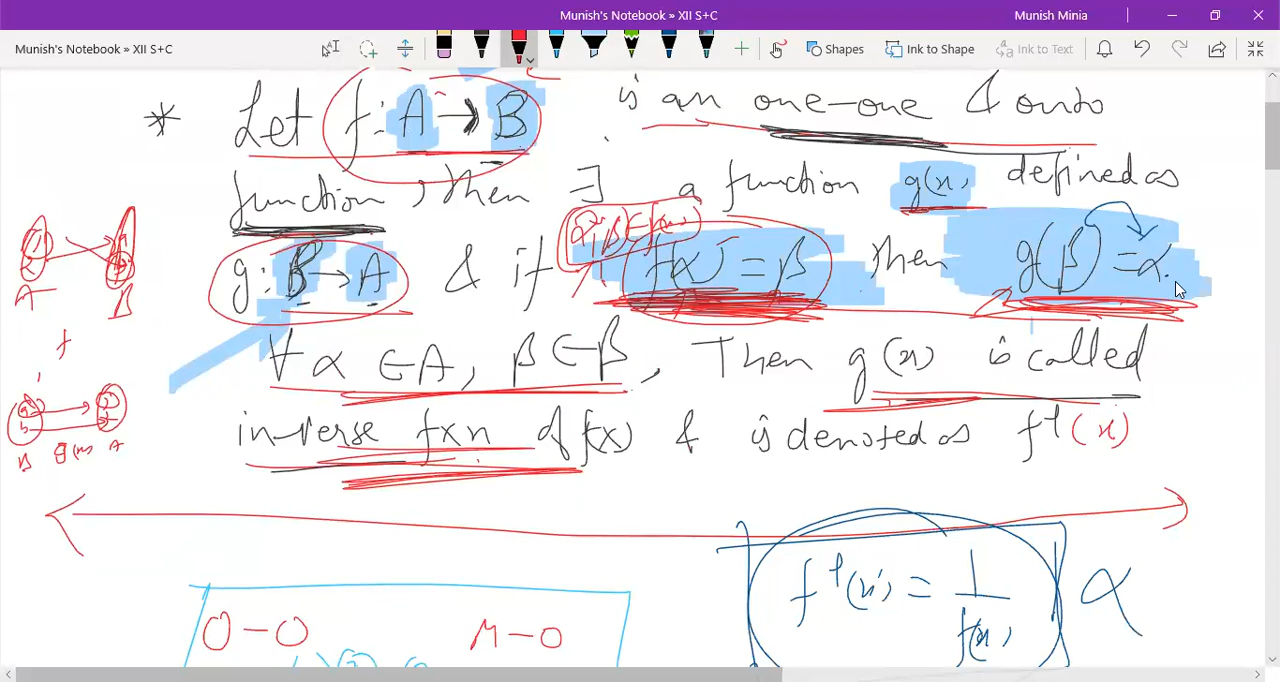 Munish's Notebook » XII S+C
Munish Minia
Munish's Notebook » XII S+C
Shapes
Ink to Shape
Ink to Text
* Let f: A → B is an one-one & onto
function, then ∃ a function g(x) defined as
g: B → A & if f(α) = β then g(β) = α.
∀ α ∈ A, β ∈ β, Then g(x) is called
inverse fxn of f(x) & is denoted as f⁻¹(x)
A B
f
B g(x) A
f⁻¹(x) = 1/f(x)
O-O M-O